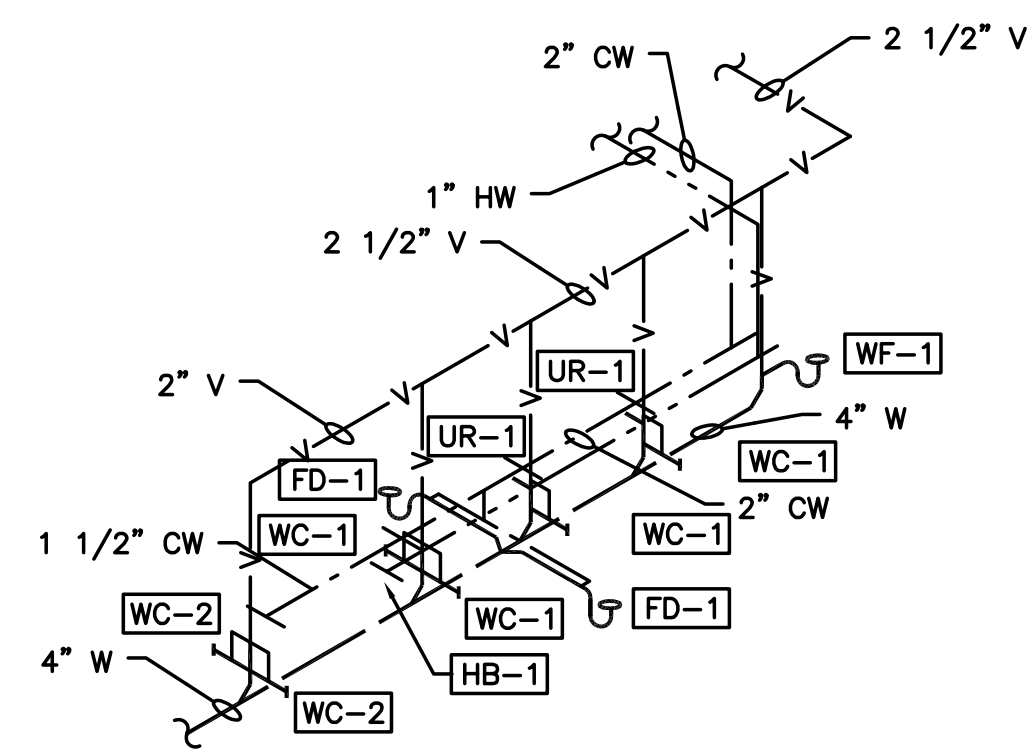 2 1/2” V
2” CW
V
V
1” HW
V
2 1/2” V
V
V
V
V
WF-1
UR-1
2” V
V
V
4” W
UR-1
V
WC-1
FD-1
V
2” CW
WC-1
WC-1
1 1/2” CW
V
WC-2
WC-1
FD-1
4” W
HB-1
WC-2